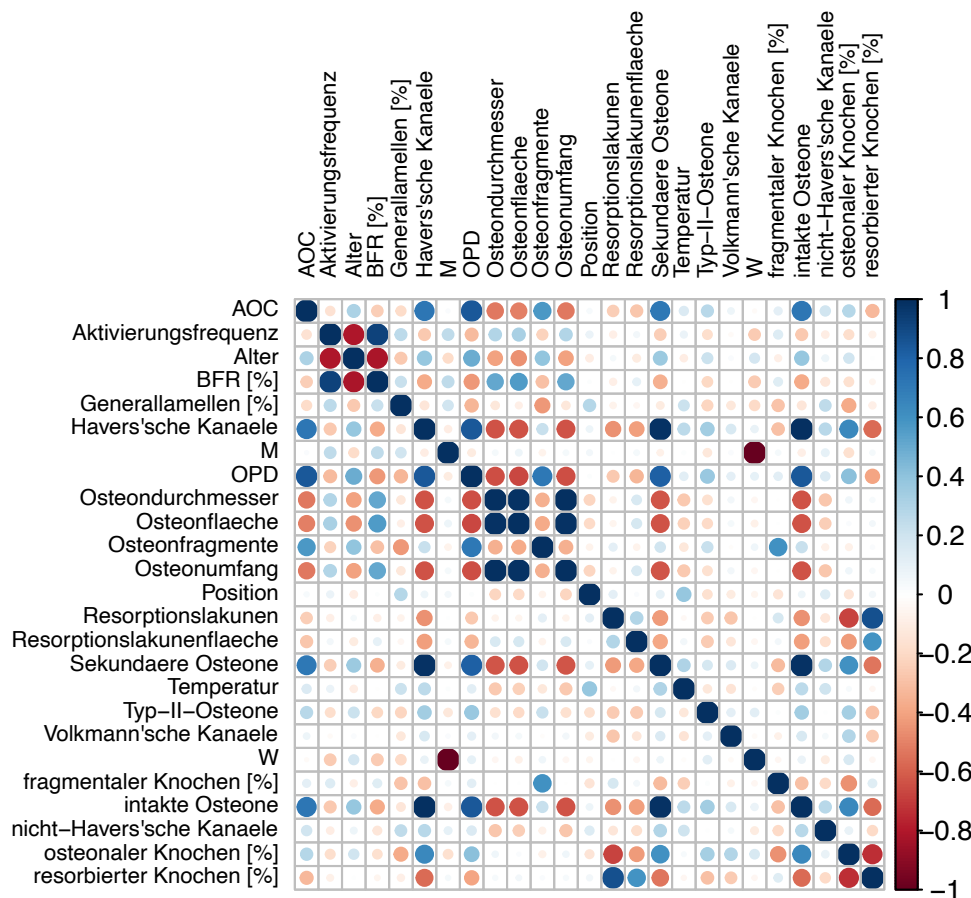 AOC
Aktivierungsfrequenz
Alter
BFR [%]
Generallamellen [%]
Havers'sche Kanaele
M
OPD
Osteondurchmesser
Osteonflaeche
Osteonfragmente
Osteonumfang
Position
Resorptionslakunen
Resorptionslakunenflaeche
Sekundaere Osteone
Temperatur
Typ−II−Osteone
Volkmann'sche Kanaele
W
fragmentaler Knochen [%]
intakte Osteone
nicht−Havers'sche Kanaele
osteonaler Knochen [%]
resorbierter Knochen [%]
AOC
Aktivierungsfrequenz
Alter
BFR [%]
Generallamellen [%]
Havers'sche Kanaele
M
OPD
Osteondurchmesser
Osteonflaeche
Osteonfragmente
Osteonumfang
Position
Resorptionslakunen
Resorptionslakunenflaeche
Sekundaere Osteone
Temperatur
Typ−II−Osteone
Volkmann'sche Kanaele
W
fragmentaler Knochen [%]
intakte Osteone
nicht−Havers'sche Kanaele
osteonaler Knochen [%]
resorbierter Knochen [%]
1
0.8
0.6
0.4
0.2
0
−0.2
−0.4
−0.6
−0.8
−1